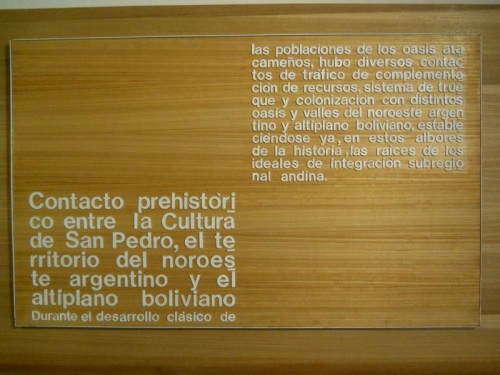 Contacto prehistóri
co entre la Cultura
de San Pedro, el te
rritorio del noroes
te argentino y el
altiplano boliviano
Durante el desarrollo clásico de
las poblaciones de los oasis ata
cameños, hubo diversos contac
tos de tráfico de complementa
ción de recursos, sistema de true
que y colonización con distintos
oasis y valles del noroeste argen
tino y altiplano boliviano, estable
ciéndose ya, en estos albores
de la historia, las raíces de los
ideales de integración subregio
nal andina.